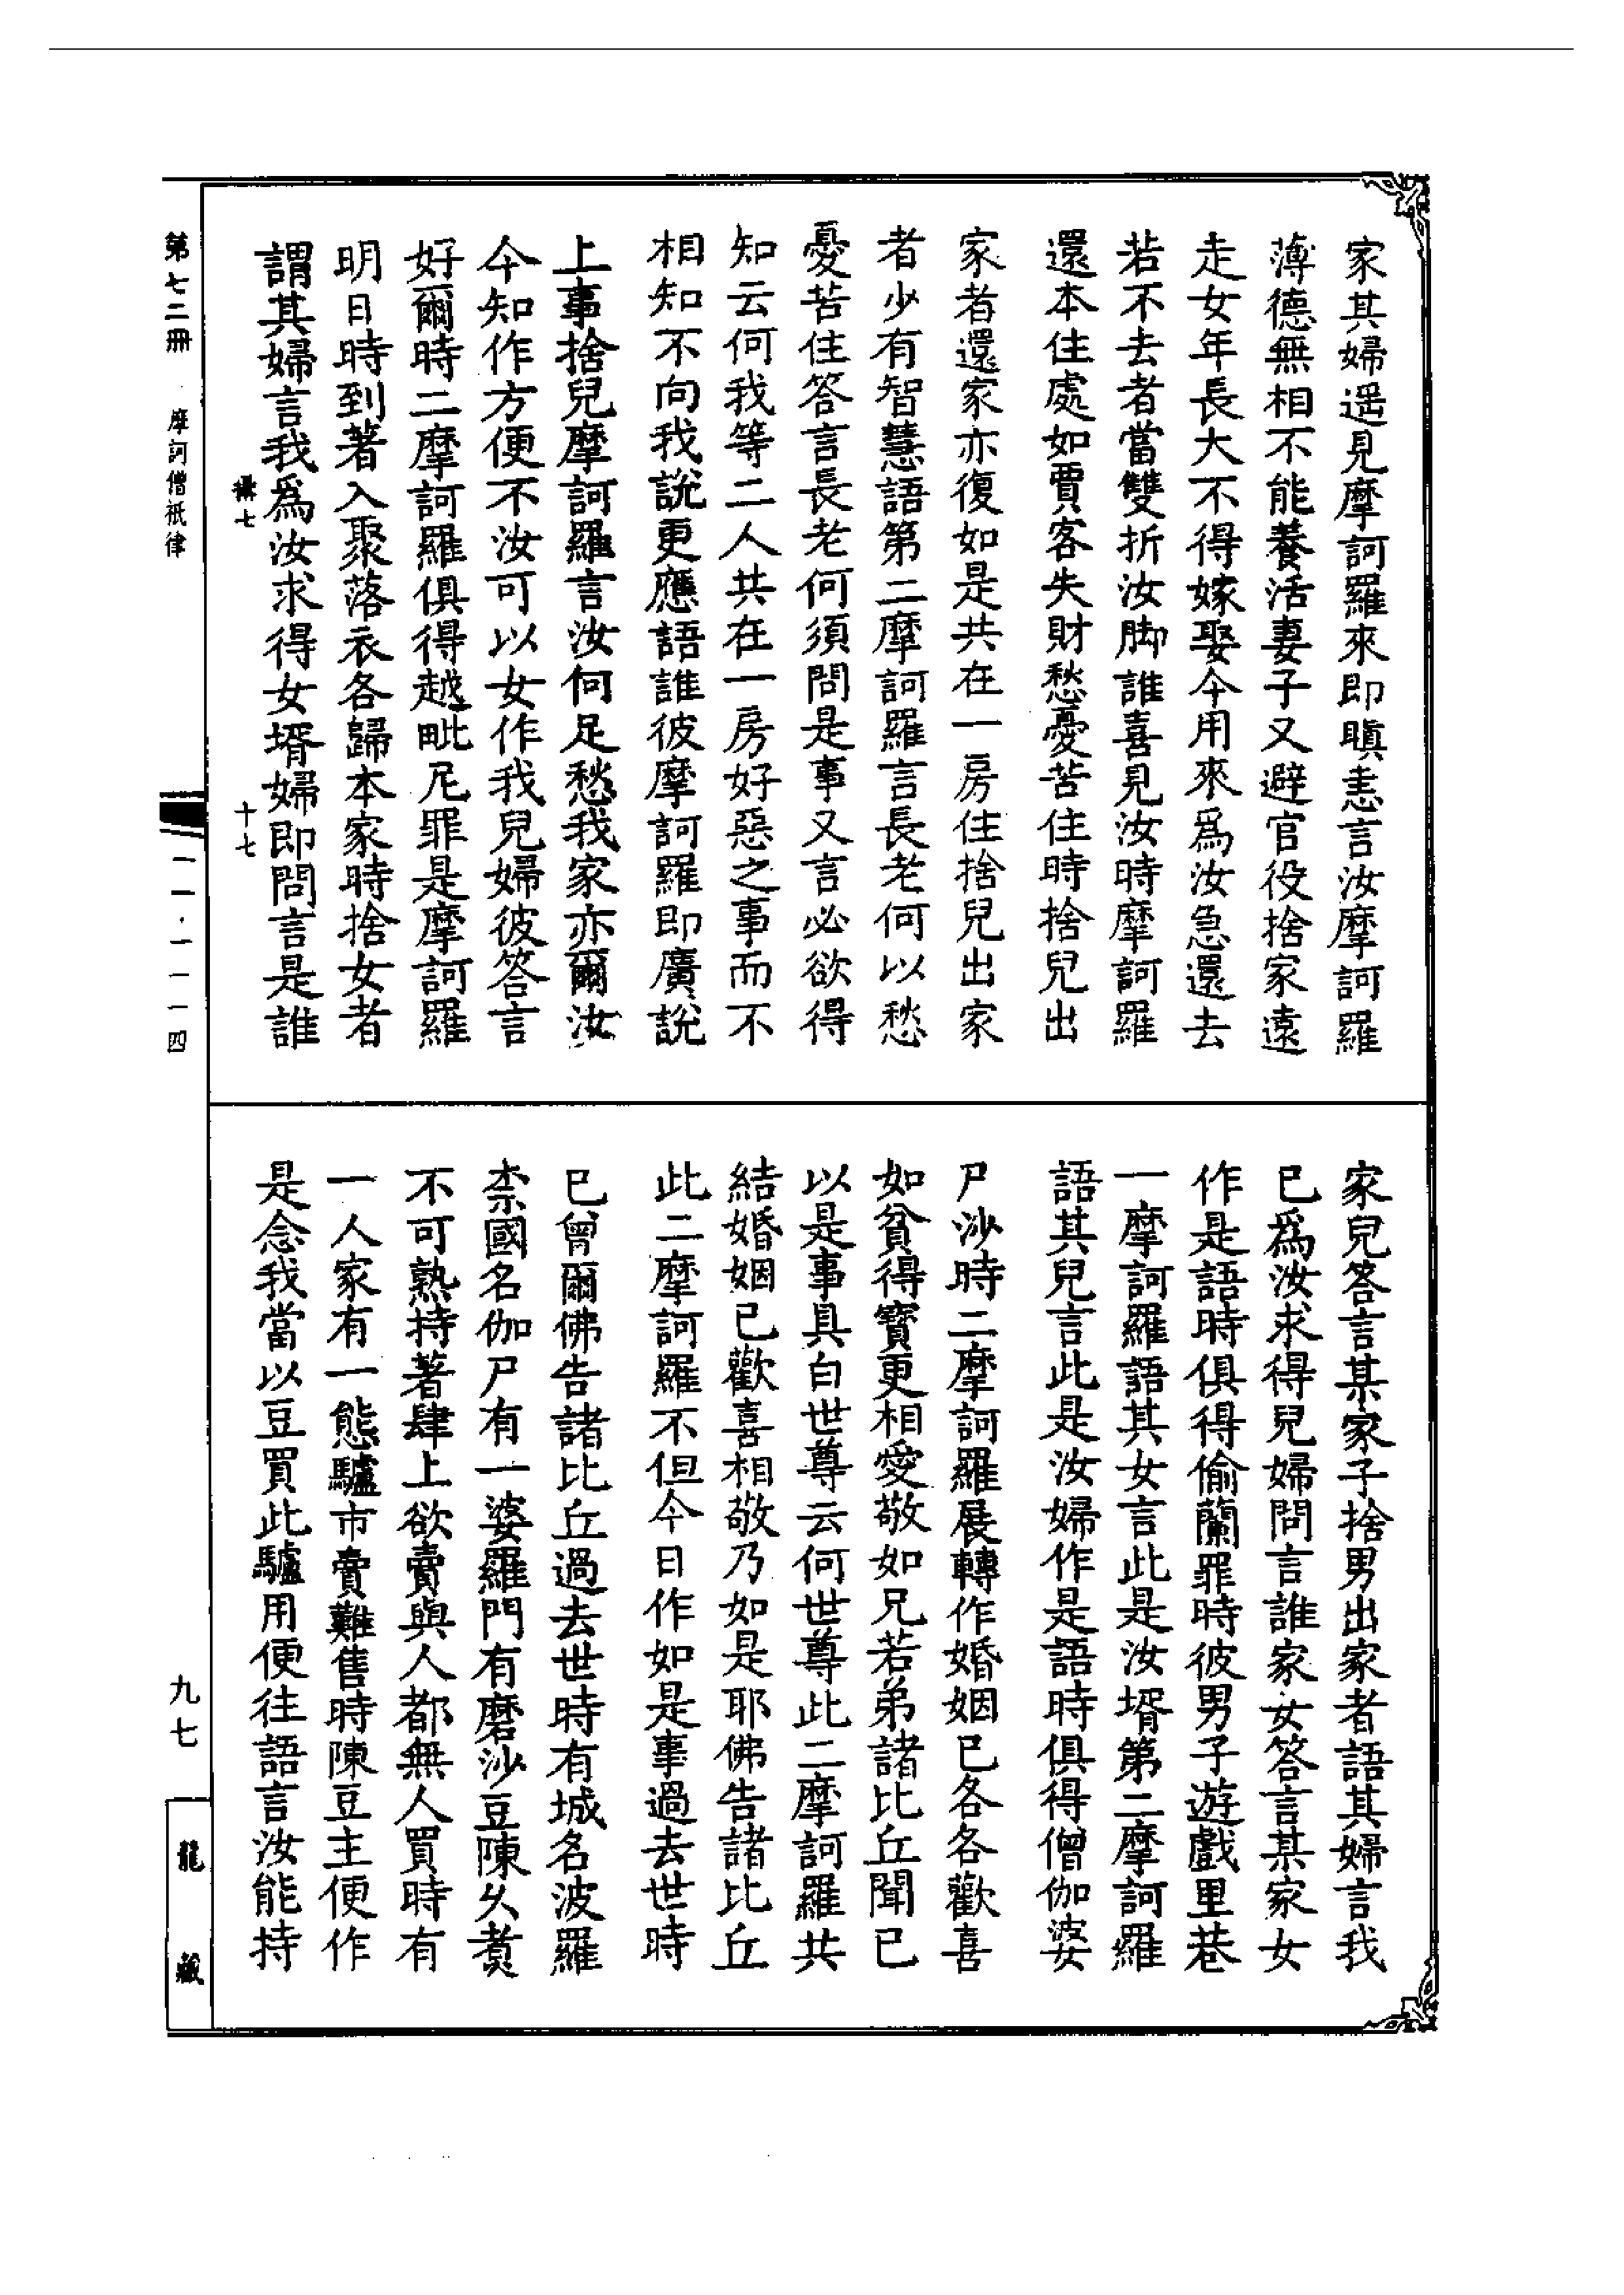 家其婦遥見摩訶羅來即瞋恚言汝摩訶羅
薄德無相不能養活妻子又避官役捨家遠
走女年長大不得嫁娶今用來爲汝急還去
若不去者當雙折汝脚誰喜見汝時摩訶羅
還本住處如賈客失財愁憂苦住時捨兒出
家者還家亦復如是共在一房住捨兒出家
者少有智慧語第二摩訶羅言長老何以愁
憂苦住答言長老何須問是事又言必欲得
知云何我等二人共在一房好惡之事而不
相知不向我說更應語誰彼摩訶羅即廣說
上事捨兒摩訶羅言汝何足愁我家亦爾汝
今知作方便不汝可以女作我兒婦彼答言
好爾時二摩訶羅俱得越毗尼罪是摩訶羅
明日時到著入聚落衣各歸本家時捨女者
謂其婦言我爲汝求得女壻婦即問言是誰
家兒答言某家子捨男出家者語其婦言我
已爲汝求得兒婦問言誰家女答言某家女
作是語時俱得偷蘭罪時彼男子遊戲里巷
一摩訶羅語其女言此是汝壻第二摩訶羅
語其兒言此是汝婦作是語時俱得僧伽婆
尸沙時二摩訶羅展轉作婚姻已各各歡喜
如貧得寶更相愛敬如兄若弟諸比丘聞已
以是事具白世尊云何世尊此二摩訶羅共
結婚姻已歡喜相敬乃如是耶佛告諸比丘
此二摩訶羅不但今日作如是事過去世時
已曾爾佛告諸比丘過去世時有城名波羅
柰國名伽尸有一婆羅門有磨沙豆陳久煮
不可熟持著肆上欲賣與人都無人買時有
一人家有一態驢市賣難售時陳豆主便作
是念我當以豆買此驢用便往語言汝能持
第七二冊 摩訶僧祇律
攝七 十七
一一·一一一四
九七
龍藏